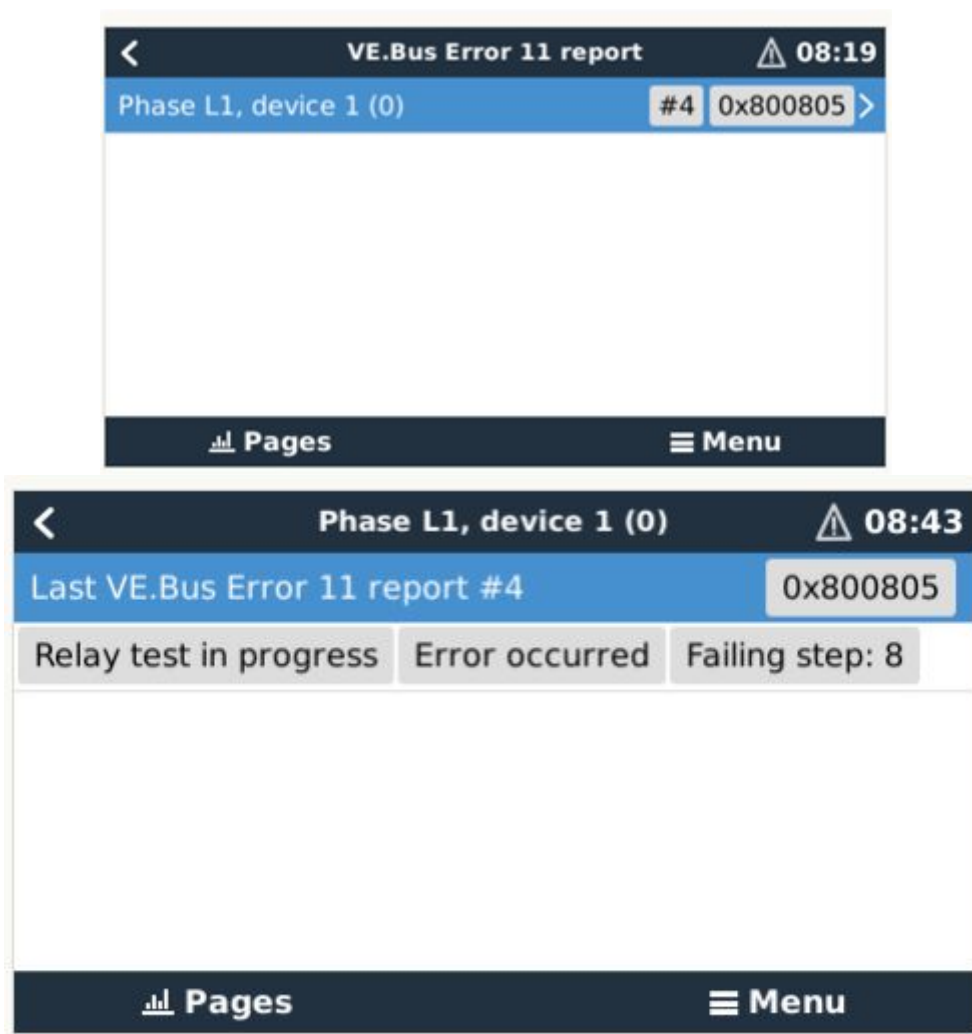 VE.Bus Error 11 report 08:19
Phase L1, device 1 (0) #4 0x800805
Pages Menu
Phase L1, device 1 (0) 08:43
Last VE.Bus Error 11 report #4 0x800805
Relay test in progress Error occurred Failing step: 8
Pages Menu